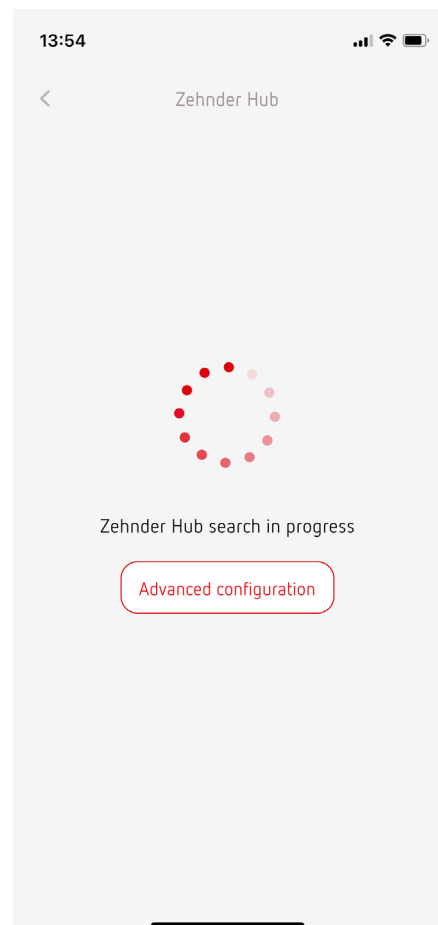 13:54
Zehnder Hub
Zehnder Hub search in progress
Advanced configuration